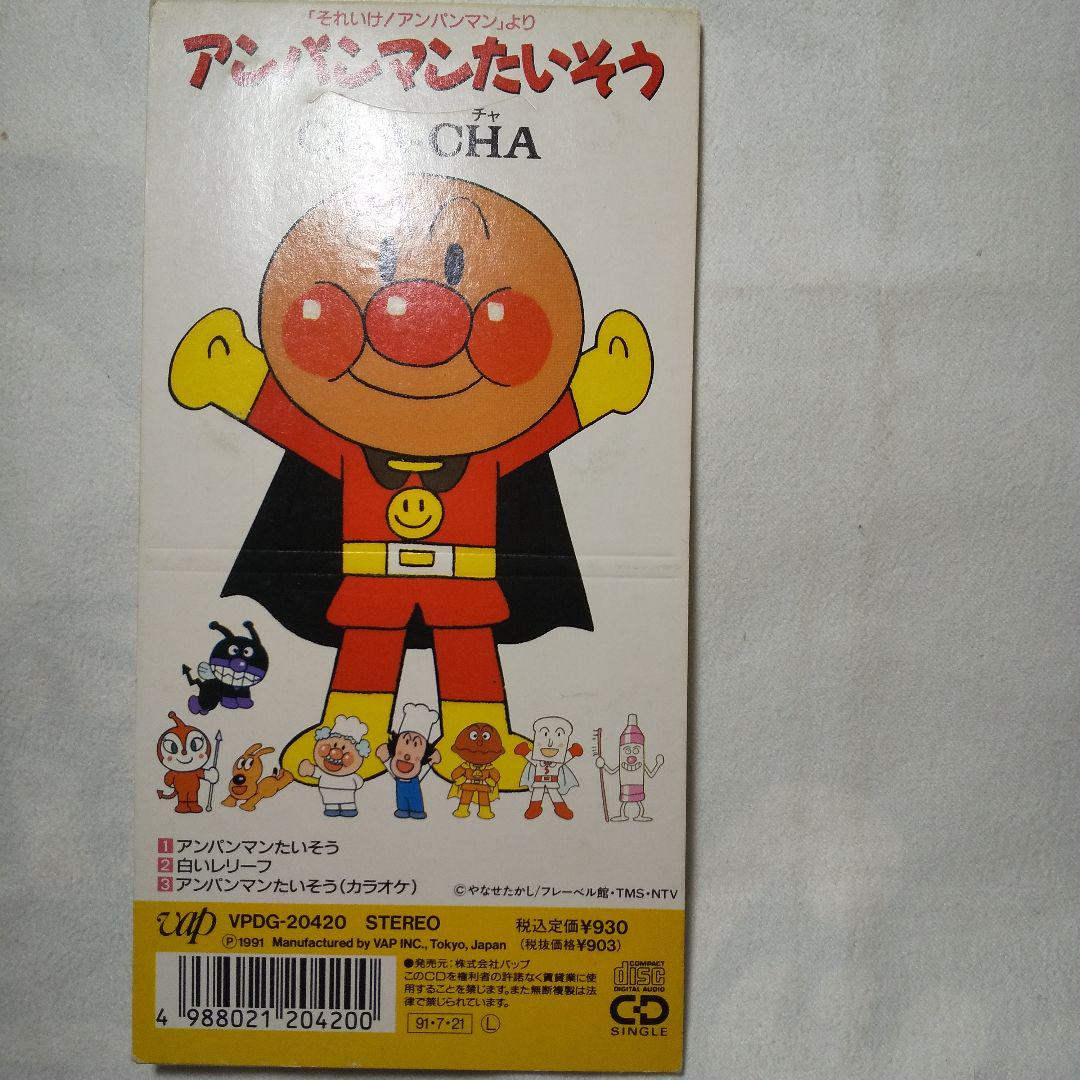 「それいけ!アンパンマン」より
アンパンマンたいそう
チャ
CHA
1 アンパンマンたいそう
2 白いレリーフ
3 アンパンマンたいそう(カラオケ)
©やなせたかし/フレーベル館・TMS・NTV
vap VPDG-20420 STEREO
税込定価¥930
℗1991 Manufactured by VAP INC., Tokyo, Japan
(税抜価格¥903)
●発売元:株式会社バップ
このCDを権利者の許諾なく賃貸業に使
用することを禁じます。また無断複製は法
律で禁じられています。
91・7・21 Ⓛ
COMPACT
disc
DIGITAL AUDIO
CD
SINGLE
4 988021 204200